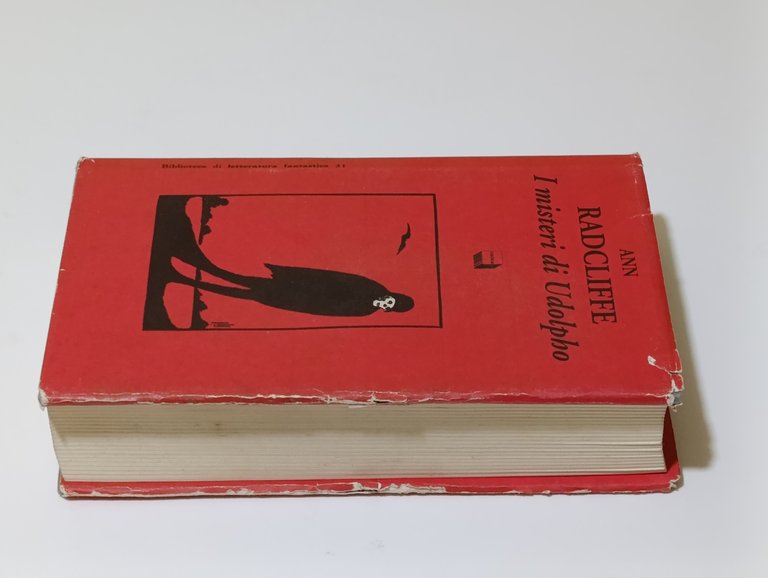 ANN
RADCLIFFE
I misteri di Udolpho
Biblioteca di letteratura fantastica 21